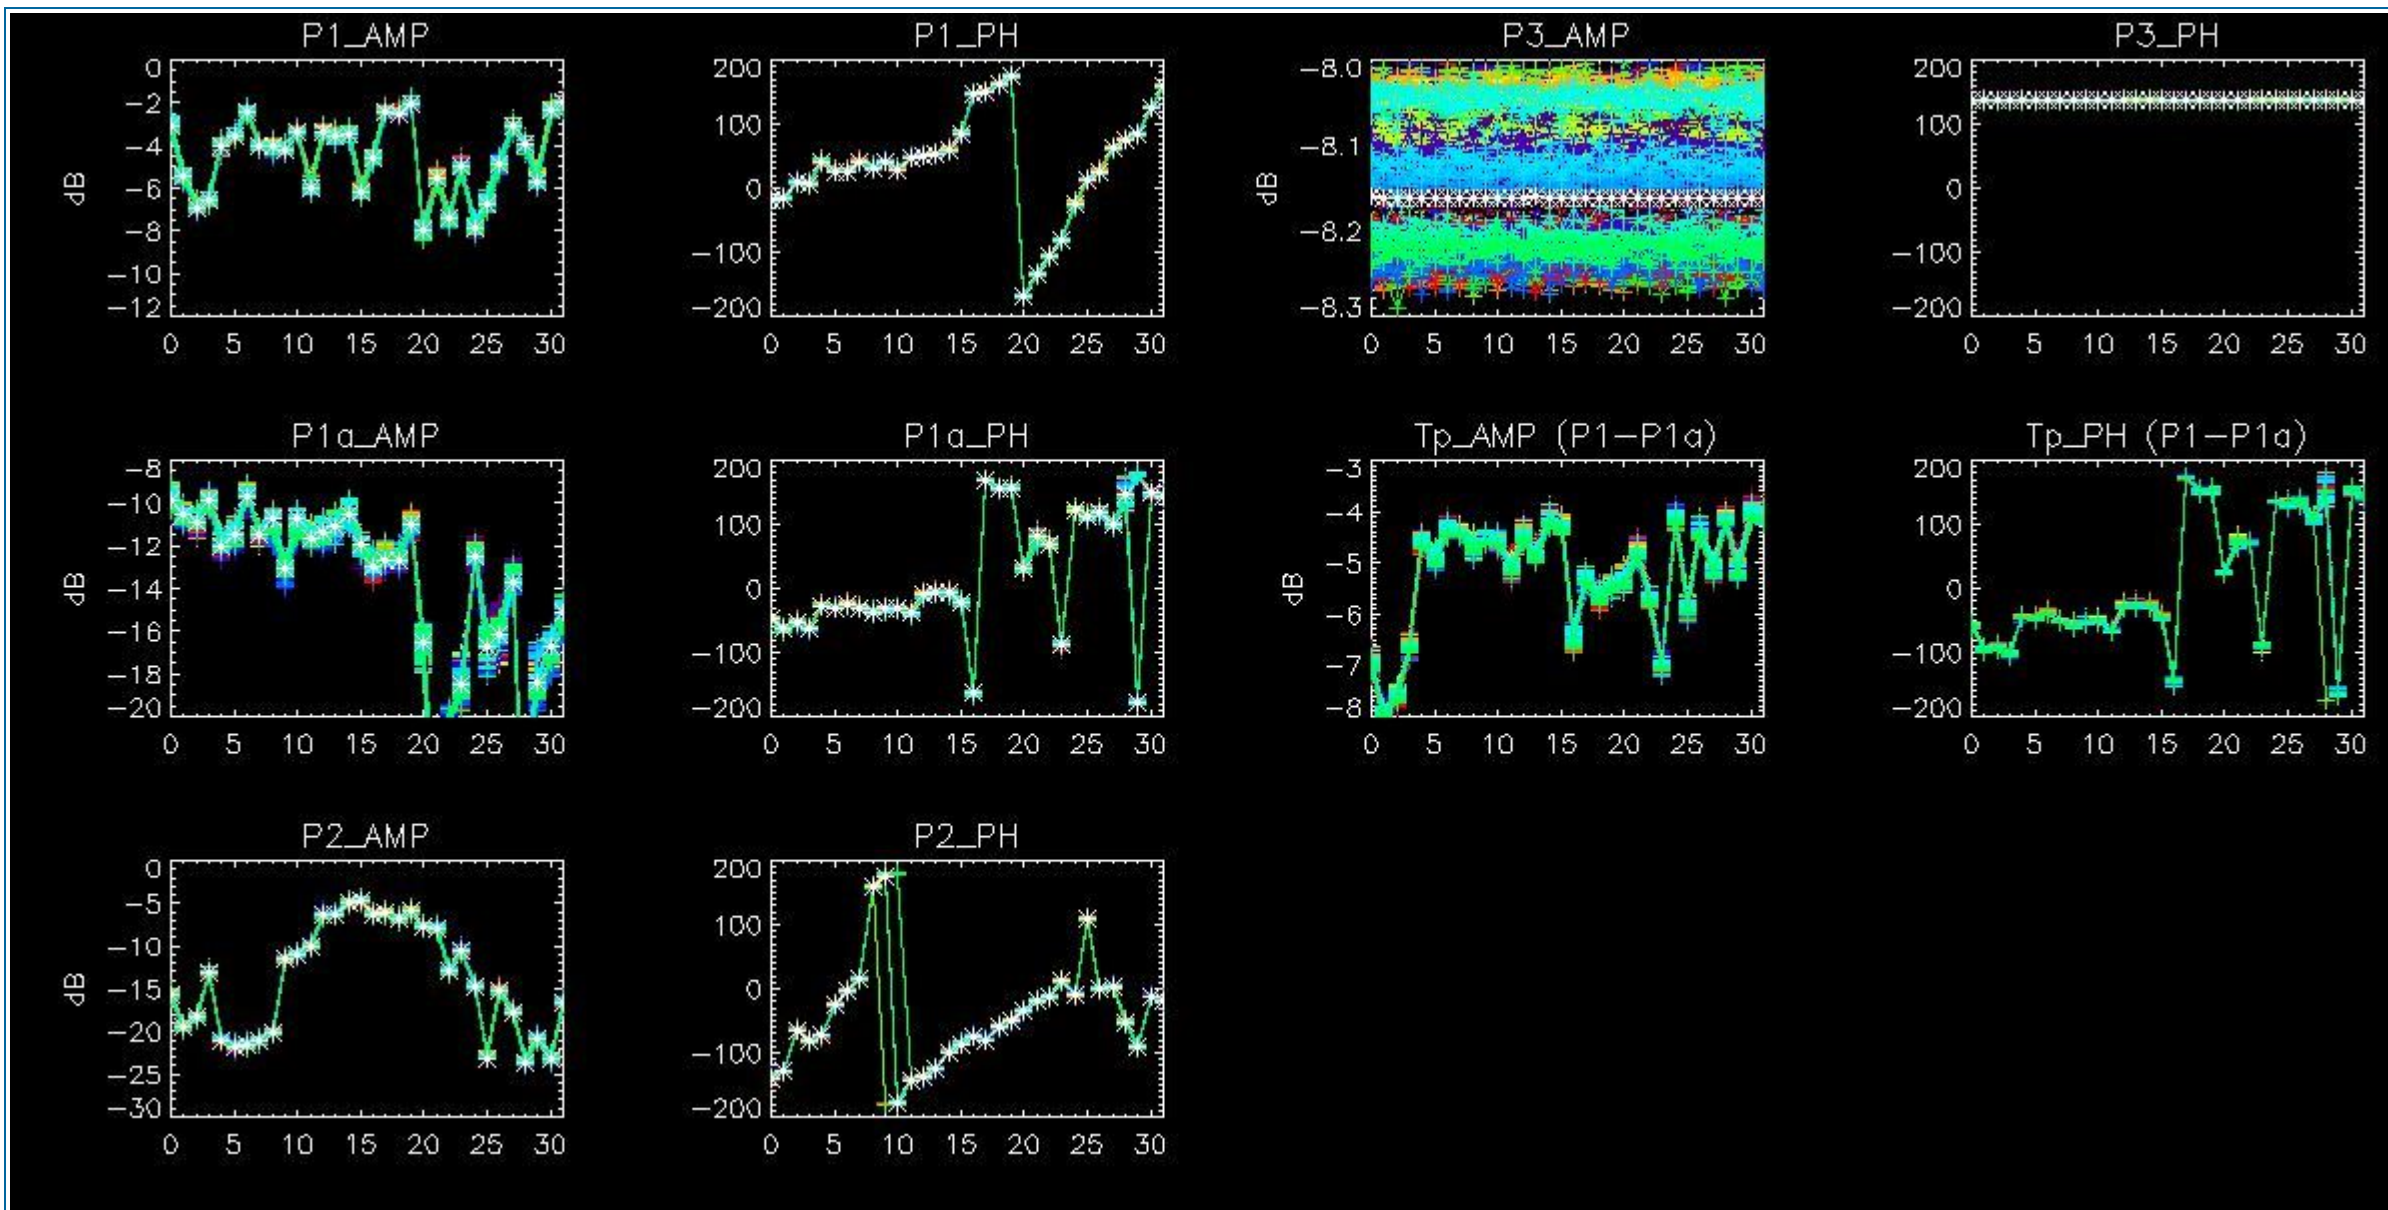 P1_AMP
P1_PH
P3_AMP
P3_PH
0
−2
−4
−6
−8
−10
−12
dB
0 5 10 15 20 25 30
200
100
0
−100
−200
0 5 10 15 20 25 30
−8.0
−8.1
−8.2
−8.3
dB
0 5 10 15 20 25 30
200
100
0
−100
−200
0 5 10 15 20 25 30
P1a_AMP
P1a_PH
Tp_AMP (P1−P1a)
Tp_PH (P1−P1a)
−8
−10
−12
−14
−16
−18
−20
dB
0 5 10 15 20 25 30
200
100
0
−100
−200
0 5 10 15 20 25 30
−3
−4
−5
−6
−7
−8
dB
0 5 10 15 20 25 30
200
100
0
−100
−200
0 5 10 15 20 25 30
P2_AMP
P2_PH
0
−5
−10
−15
−20
−25
−30
dB
0 5 10 15 20 25 30
200
100
0
−100
−200
0 5 10 15 20 25 30